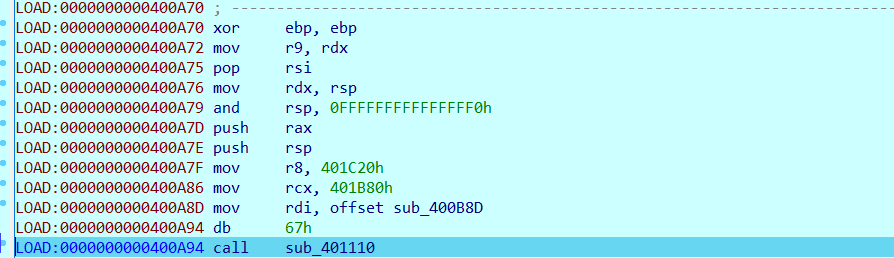 LOAD:0000000000400A70 ; ---------------------------------------------------------------------------
LOAD:0000000000400A70 xor ebp, ebp
LOAD:0000000000400A72 mov r9, rdx
LOAD:0000000000400A75 pop rsi
LOAD:0000000000400A76 mov rdx, rsp
LOAD:0000000000400A79 and rsp, 0FFFFFFFFFFFFFFF0h
LOAD:0000000000400A7D push rax
LOAD:0000000000400A7E push rsp
LOAD:0000000000400A7F mov r8, 401C20h
LOAD:0000000000400A86 mov rcx, 401B80h
LOAD:0000000000400A8D mov rdi, offset sub_400B8D
LOAD:0000000000400A94 db 67h
LOAD:0000000000400A94 call sub_401110